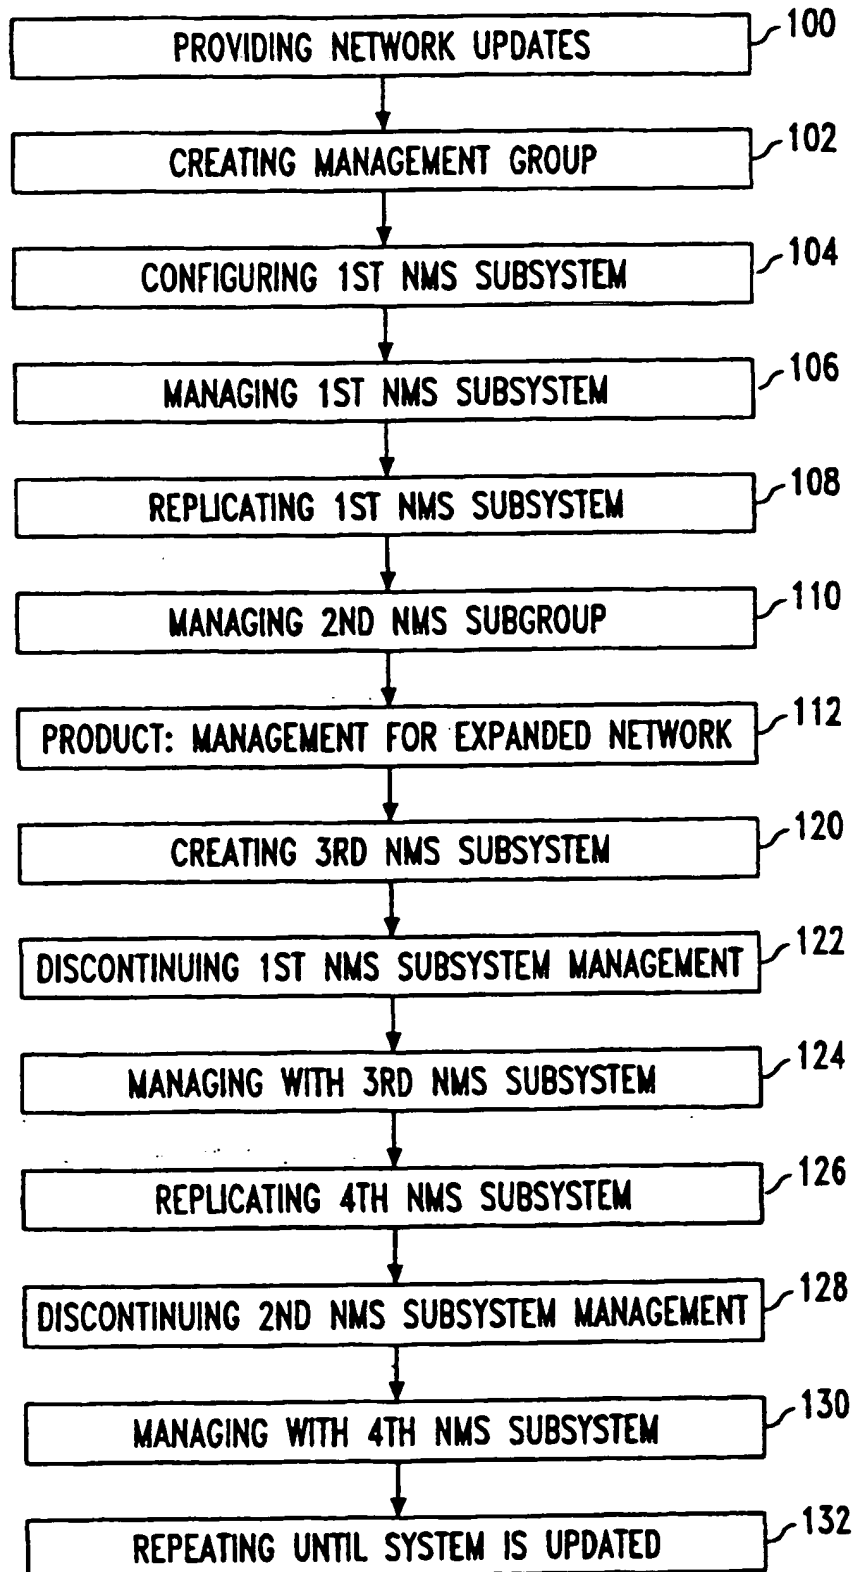 PROVIDING NETWORK UPDATES 100
CREATING MANAGEMENT GROUP 102
CONFIGURING 1ST NMS SUBSYSTEM 104
MANAGING 1ST NMS SUBSYSTEM 106
REPLICATING 1ST NMS SUBSYSTEM 108
MANAGING 2ND NMS SUBGROUP 110
PRODUCT: MANAGEMENT FOR EXPANDED NETWORK 112
CREATING 3RD NMS SUBSYSTEM 120
DISCONTINUING 1ST NMS SUBSYSTEM MANAGEMENT 122
MANAGING WITH 3RD NMS SUBSYSTEM 124
REPLICATING 4TH NMS SUBSYSTEM 126
DISCONTINUING 2ND NMS SUBSYSTEM MANAGEMENT 128
MANAGING WITH 4TH NMS SUBSYSTEM 130
REPEATING UNTIL SYSTEM IS UPDATED 132